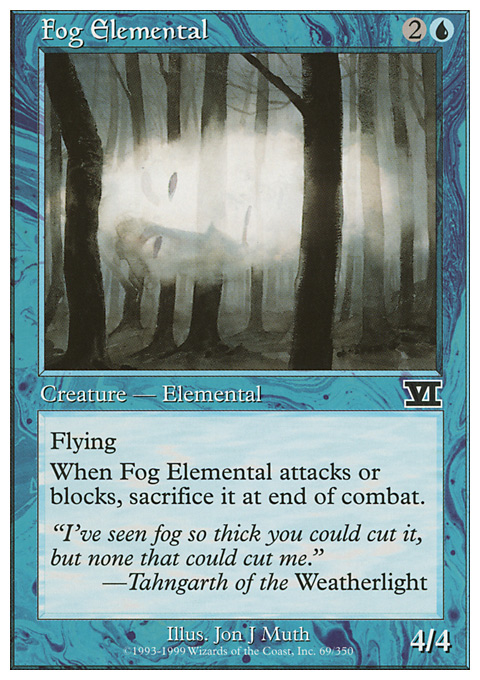 Fog Elemental 2
Creature — Elemental VI
Flying
When Fog Elemental attacks or
blocks, sacrifice it at end of combat.
“I’ve seen fog so thick you could cut it,
but none that could cut me.”
—Tahngarth of the Weatherlight
Illus. Jon J Muth
©1993-1999 Wizards of the Coast, Inc. 69/350
4/4